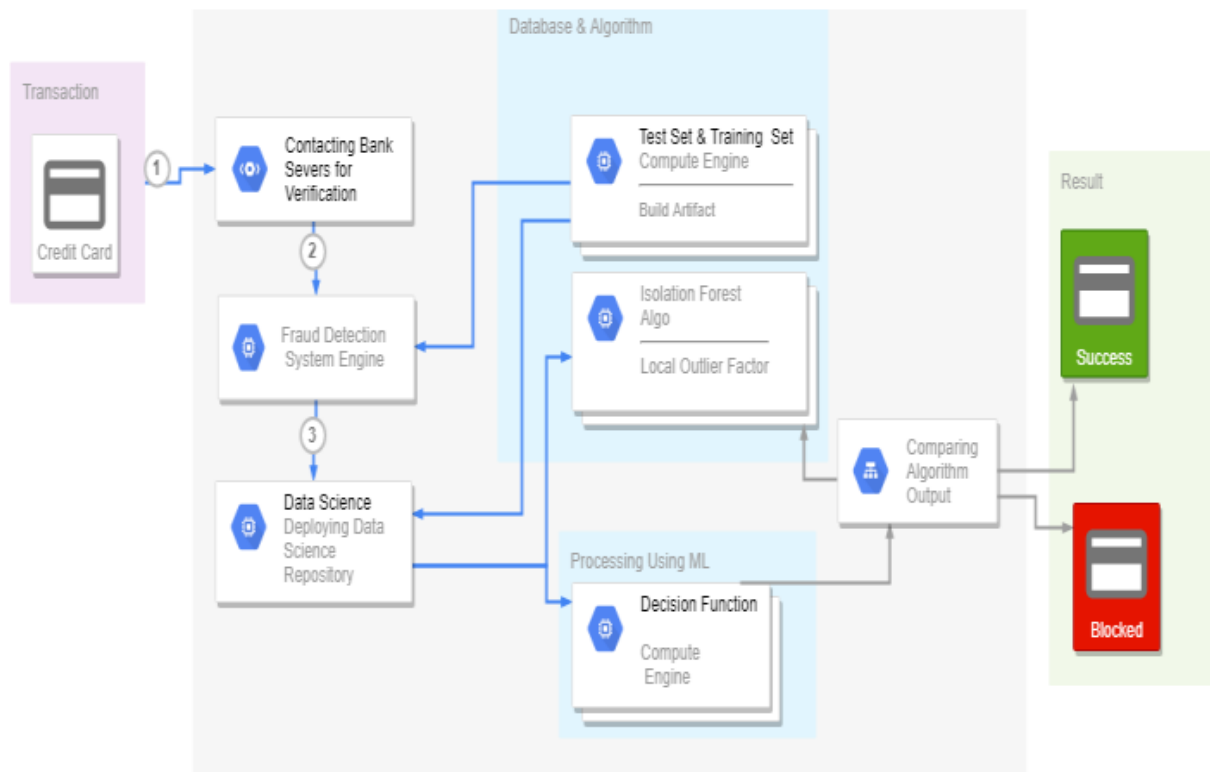 Database & Algorithm
Transaction
Credit Card
1
Contacting Bank
Severs for
Verification
2
Fraud Detection
System Engine
3
Data Science
Deploying Data
Science
Repository
Test Set & Training Set
Compute Engine
Build Artifact
Isolation Forest
Algo
Local Outlier Factor
Processing Using ML
Decision Function
Compute
Engine
Comparing
Algorithm
Output
Result
Success
Blocked